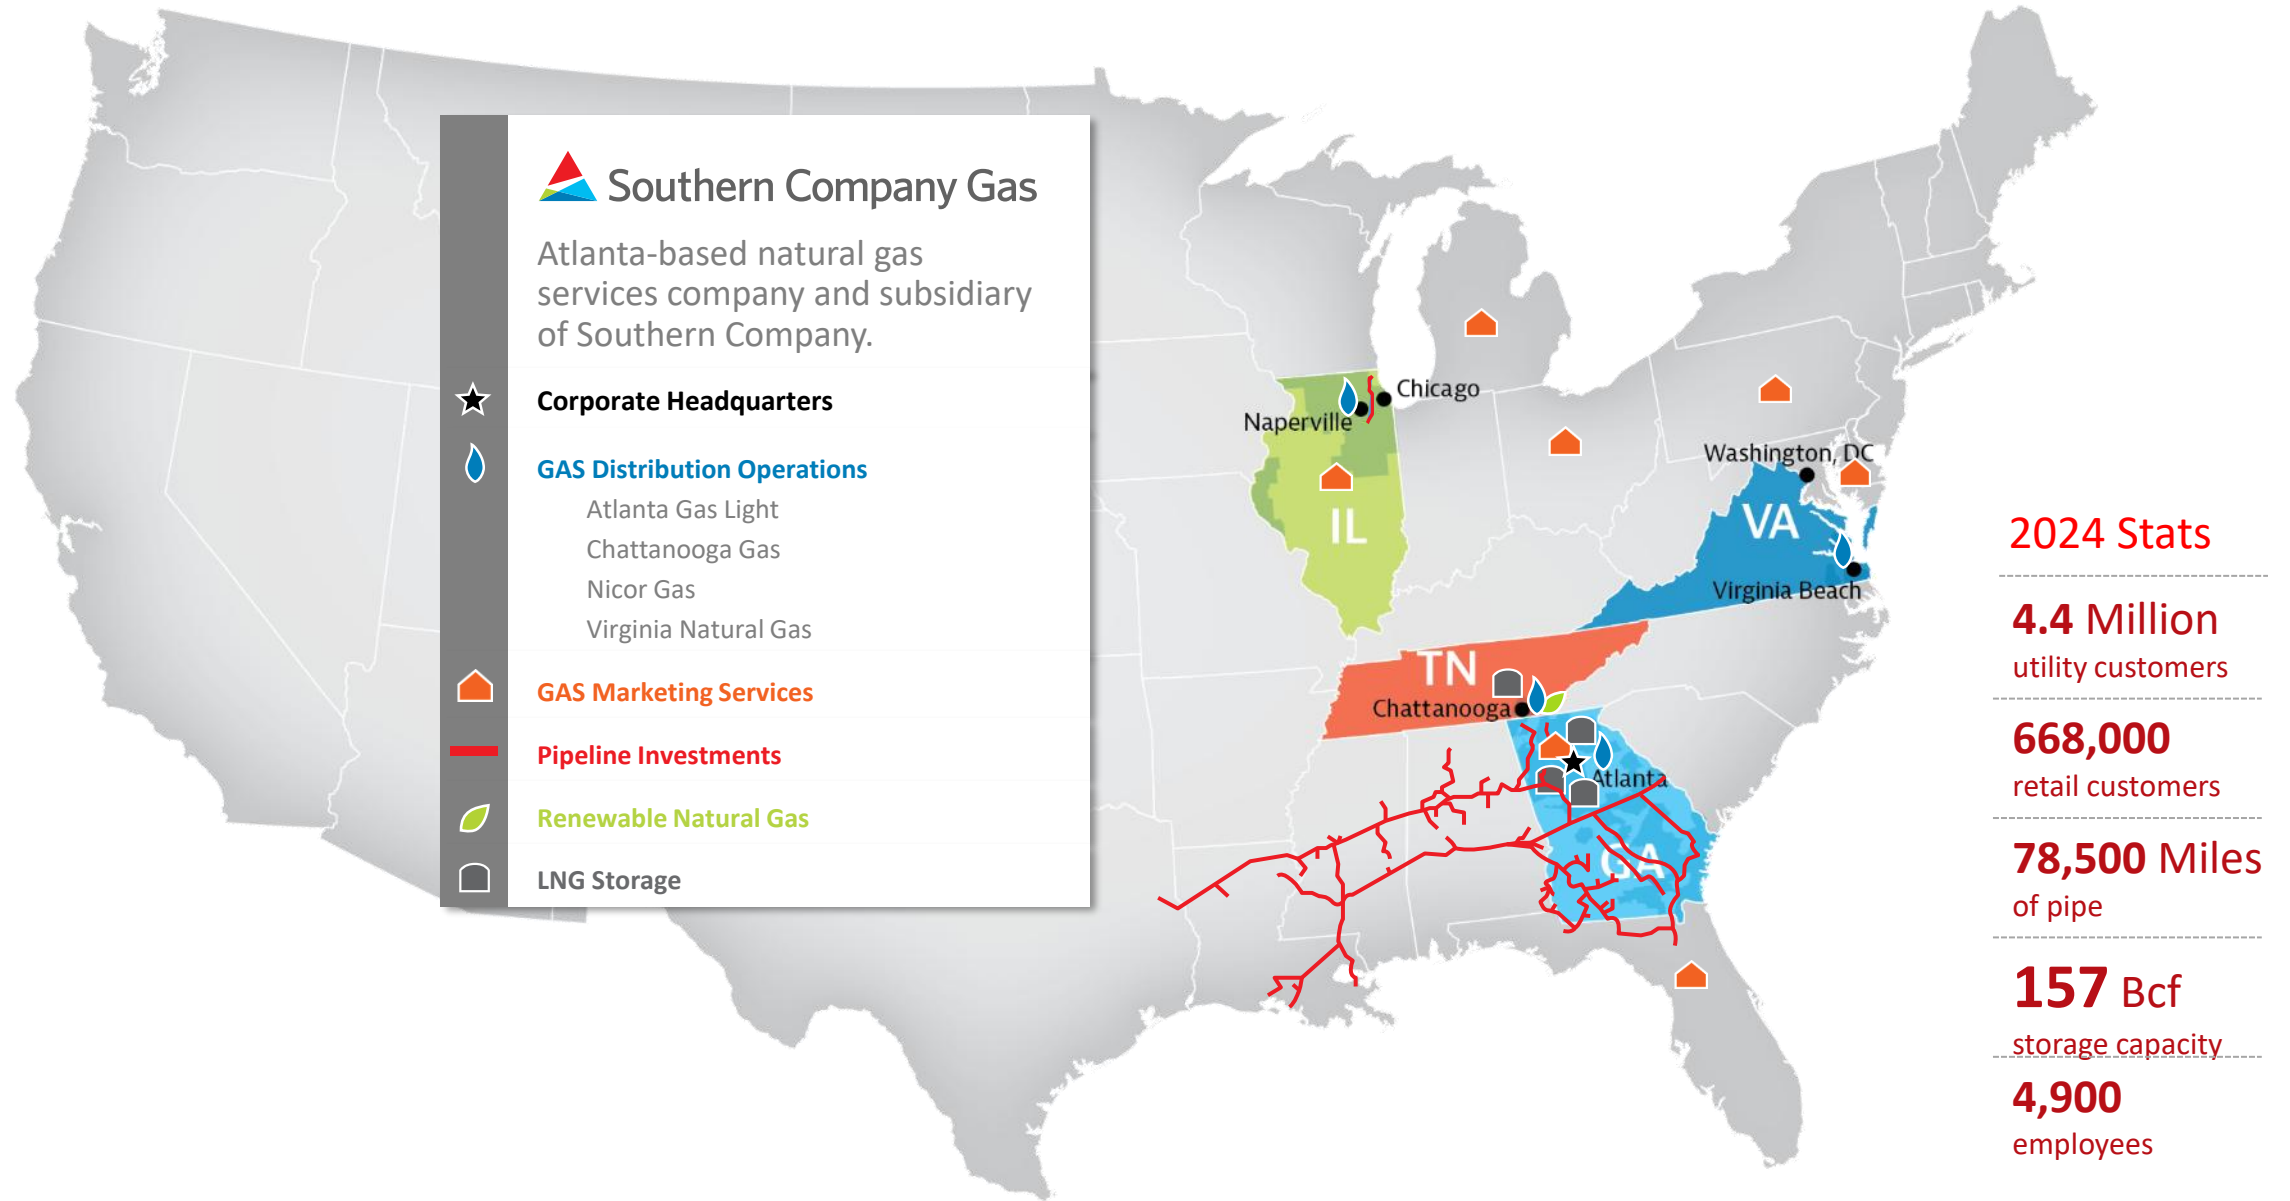 Southern Company Gas
Atlanta-based natural gas
services company and subsidiary
of Southern Company.
Corporate Headquarters
GAS Distribution Operations
Atlanta Gas Light
Chattanooga Gas
Nicor Gas
Virginia Natural Gas
GAS Marketing Services
Pipeline Investments
Renewable Natural Gas
LNG Storage
Chicago
Naperville
IL
Washington, DC
VA
Virginia Beach
TN
Chattanooga
Atlanta
GA
2024 Stats
4.4 Million
utility customers
668,000
retail customers
78,500 Miles
of pipe
157 Bcf
storage capacity
4,900
employees